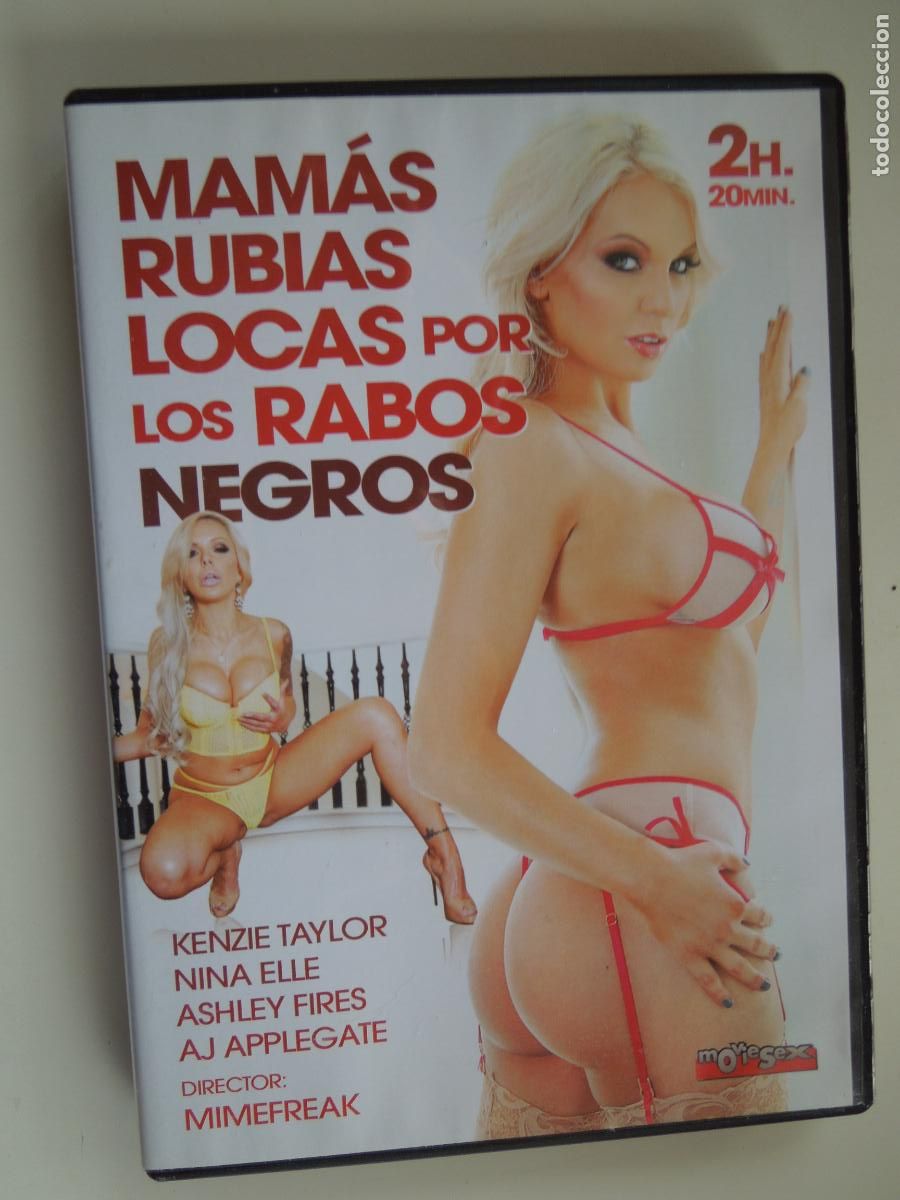 MAMÁS
RUBIAS
LOCAS POR
LOS RABOS
NEGROS
2H.
20MIN.
KENZIE TAYLOR
NINA ELLE
ASHLEY FIRES
AJ APPLEGATE
DIRECTOR:
MIMEFREAK
moviesex
todocoleccion